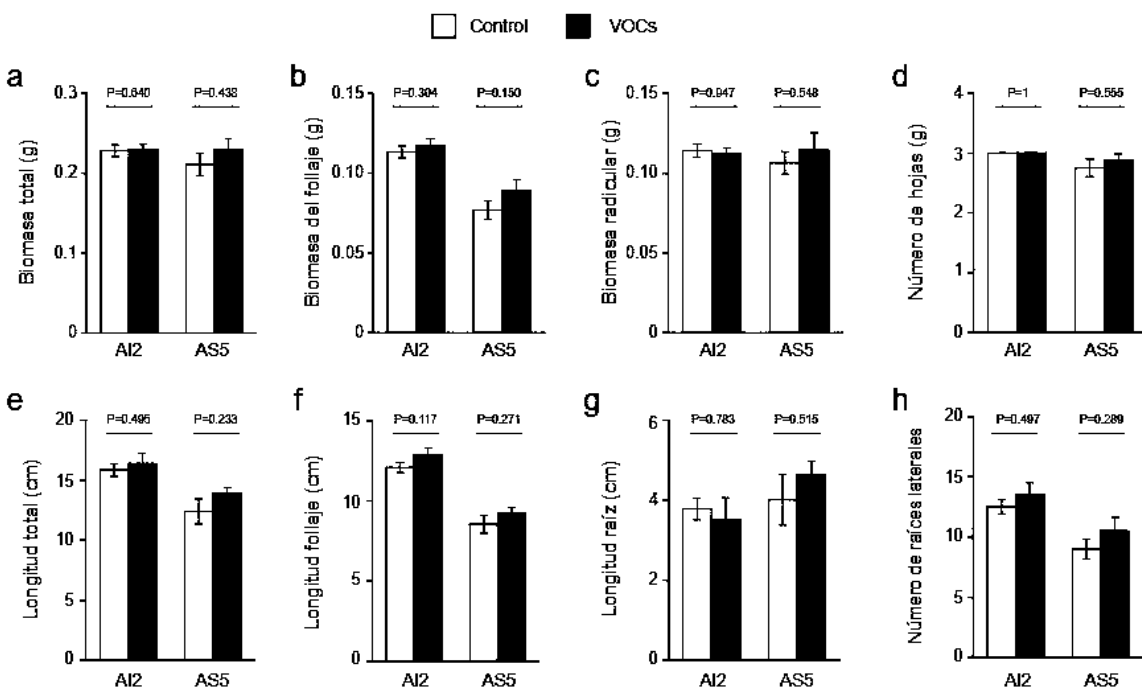 Control VOCs
a
P=0.640 P=0.438
Biomasa total (g)
0.3
0.2
0.1
0
AI2 AS5
b
P=0.304 P=0.150
Biomasa del follaje (g)
0.15
0.10
0.05
0
AI2 AS5
c
P=0.947 P=0.548
Biomasa radicular (g)
0.15
0.10
0.05
0
AI2 AS5
d
P=1 P=0.555
Número de hojas (g)
4
3
2
1
0
AI2 AS5
e
P=0.495 P=0.233
Longitud total (cm)
20
15
10
5
0
AI2 AS5
f
P=0.117 P=0.271
Longitud follaje (cm)
15
10
5
0
AI2 AS5
g
P=0.783 P=0.515
Longitud raíz (cm)
6
4
2
0
AI2 AS5
h
P=0.497 P=0.289
Número de raíces laterales
20
15
10
5
0
AI2 AS5